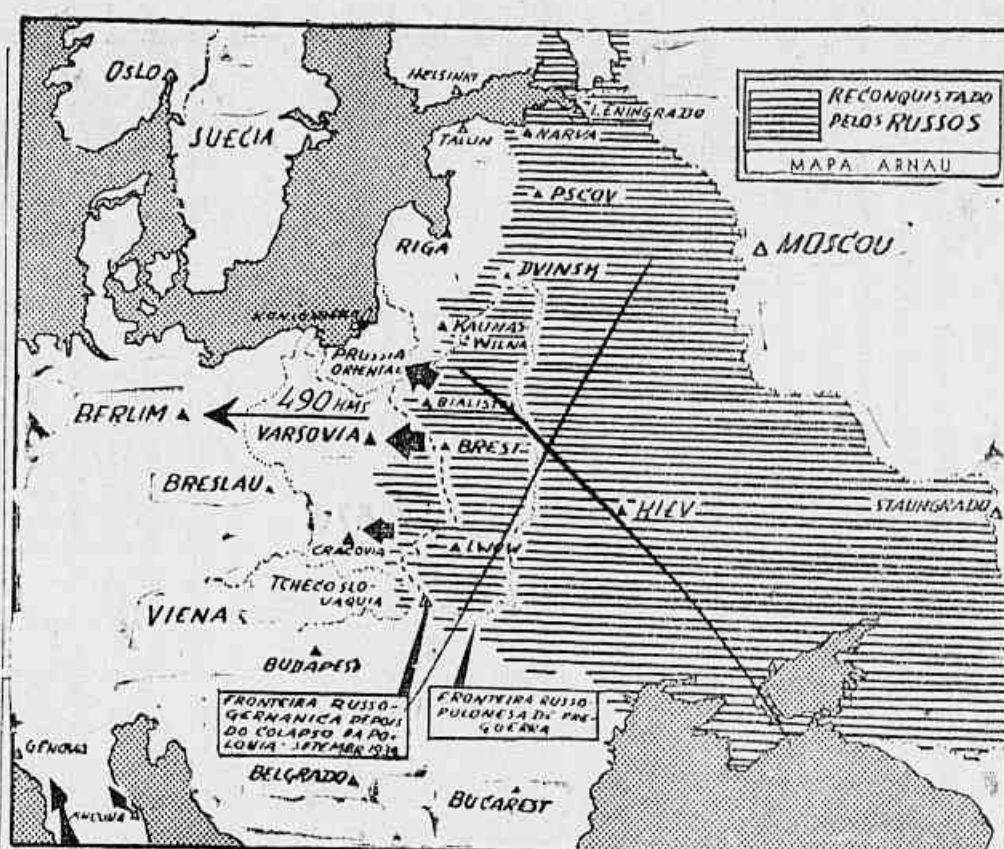 OSLO
SUECIA
HELSINKI
LENINGRADO
TALLIN
NARVA
RECONQUISTADO
PELOS RUSSOS
MAPA ARNAU
PSCOV
MOSCOU
RIGA
DVINSK
KAUNAS
WILNA
PRUSSIA
ORIENTAL
490 KMS
BIALISTOK
BERLIM
VARSOVIA
BREST
BRESLAU
KIEV
STALINGRADO
CRACOVIA
LWOW
TCHECOSLO-
VAQUIA
VIENA
BUDAPEST
FRONTEIRA RUSSO-
GERMANICA DEPOIS
DO COLAPSO DA PO-
LONIA - SETEMBR 1939
FRONTEIRA RUSSO-
POLONESA DE PRE-
GUERRA
GENOVA
BELGRADO
BUCAREST
ANCONA